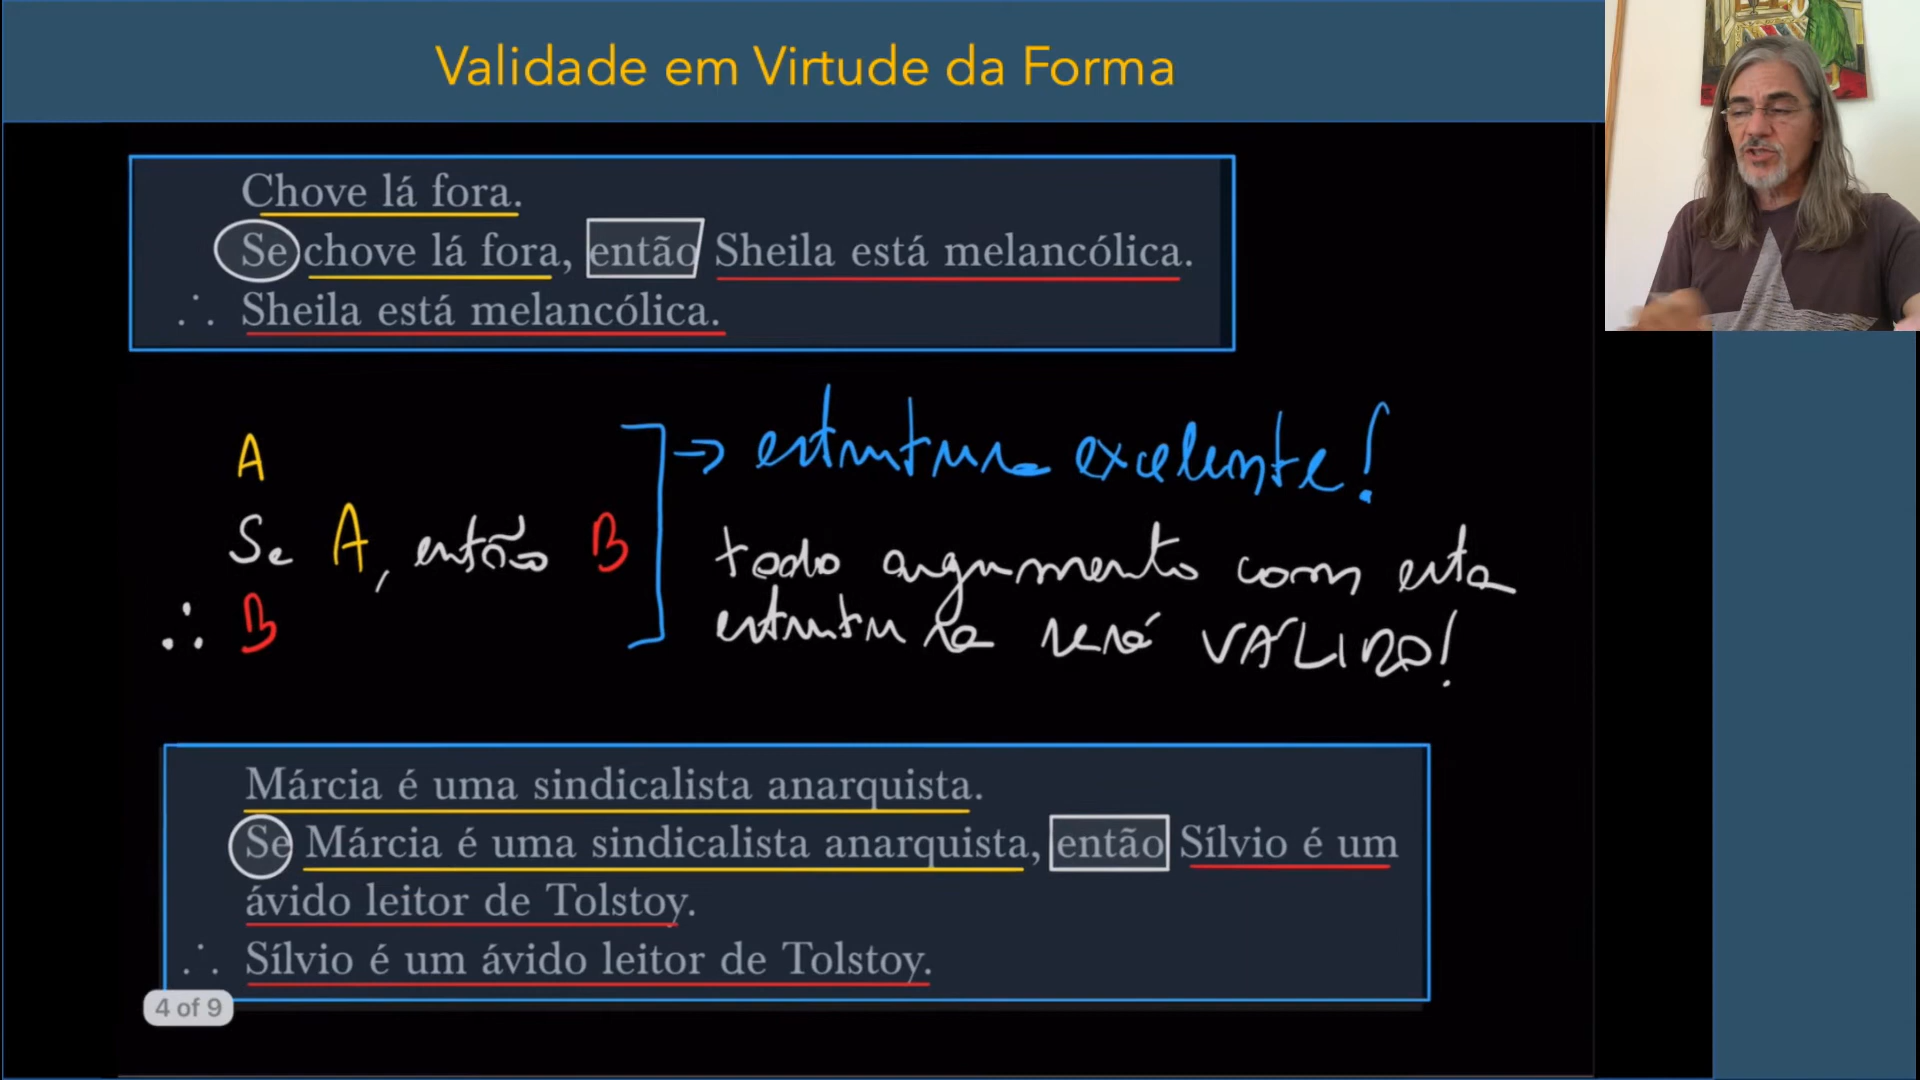 Validade em Virtude da Forma
Chove lá fora.
Se chove lá fora, então Sheila está melancólica.
∴ Sheila está melancólica.
A
Se A, então B
∴ B
→ estrutura excelente!
todo argumento com esta
estrutura será VÁLIDO!
Márcia é uma sindicalista anarquista.
Se Márcia é uma sindicalista anarquista, então Sílvio é um
ávido leitor de Tolstoy.
∴ Sílvio é um ávido leitor de Tolstoy.
4 of 9